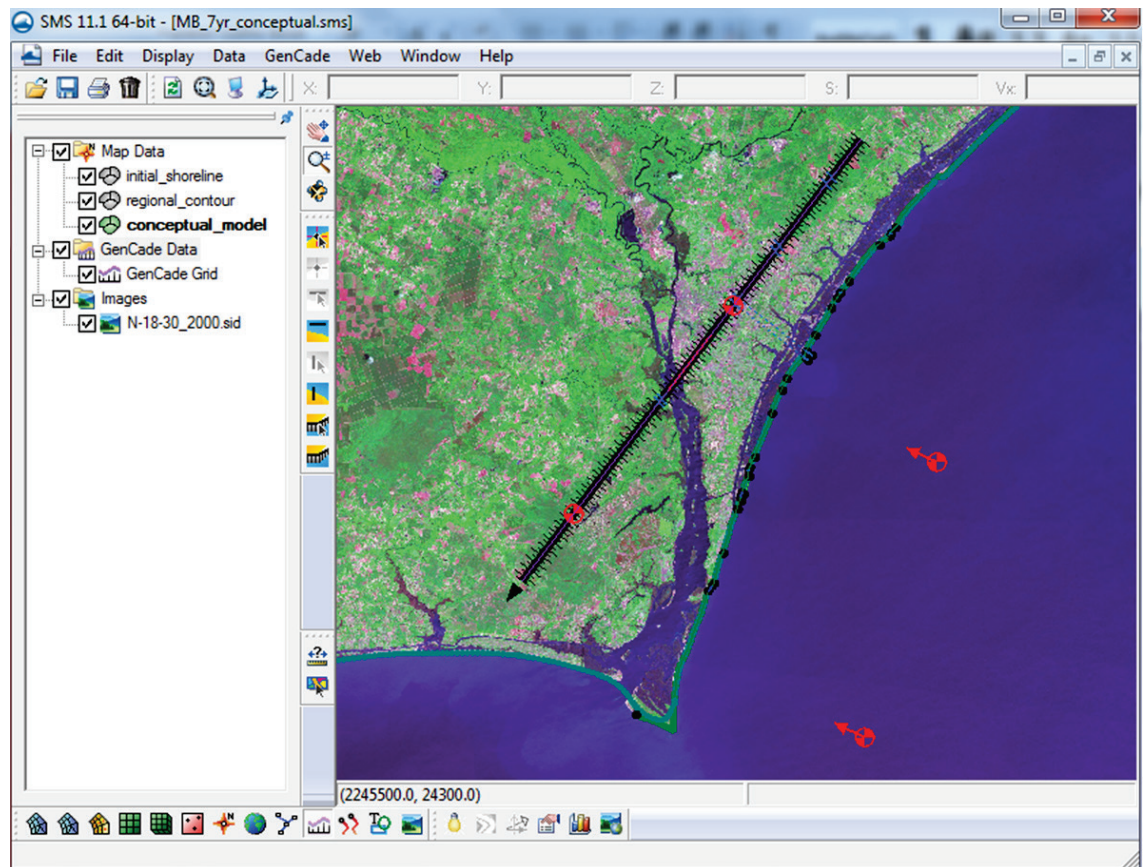 SMS 11.1 64-bit - [MB_7yr_conceptual.sms]
File Edit Display Data GenCade Web Window Help
X: Y: Z: S: Vx:
Map Data
initial_shoreline
regional_contour
conceptual_model
GenCade Data
GenCade Grid
Images
N-18-30_2000.sid
(2245500.0, 24300.0)